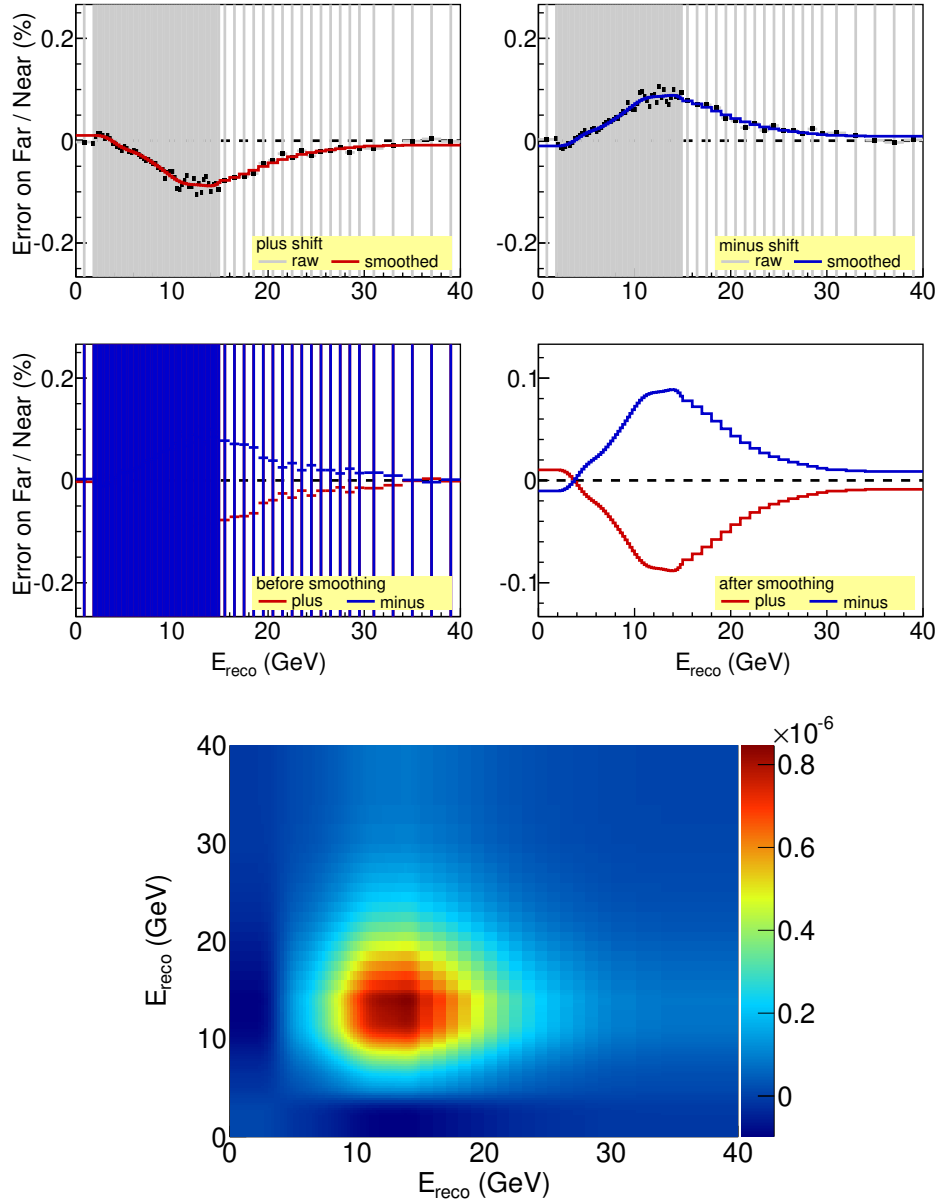 Error on Far / Near (%)
0.2
0
-0.2
plus shift
raw smoothed
0 10 20 30 40
0.2
0
-0.2
minus shift
raw smoothed
0 10 20 30 40
Error on Far / Near (%)
0.2
0
-0.2
before smoothing
plus minus
0 10 20 30 40
E_reco (GeV)
0.1
0
-0.1
after smoothing
plus minus
0 10 20 30 40
E_reco (GeV)
×10^-6
E_reco (GeV)
40
30
20
10
0
0 10 20 30 40
E_reco (GeV)
0.8
0.6
0.4
0.2
0